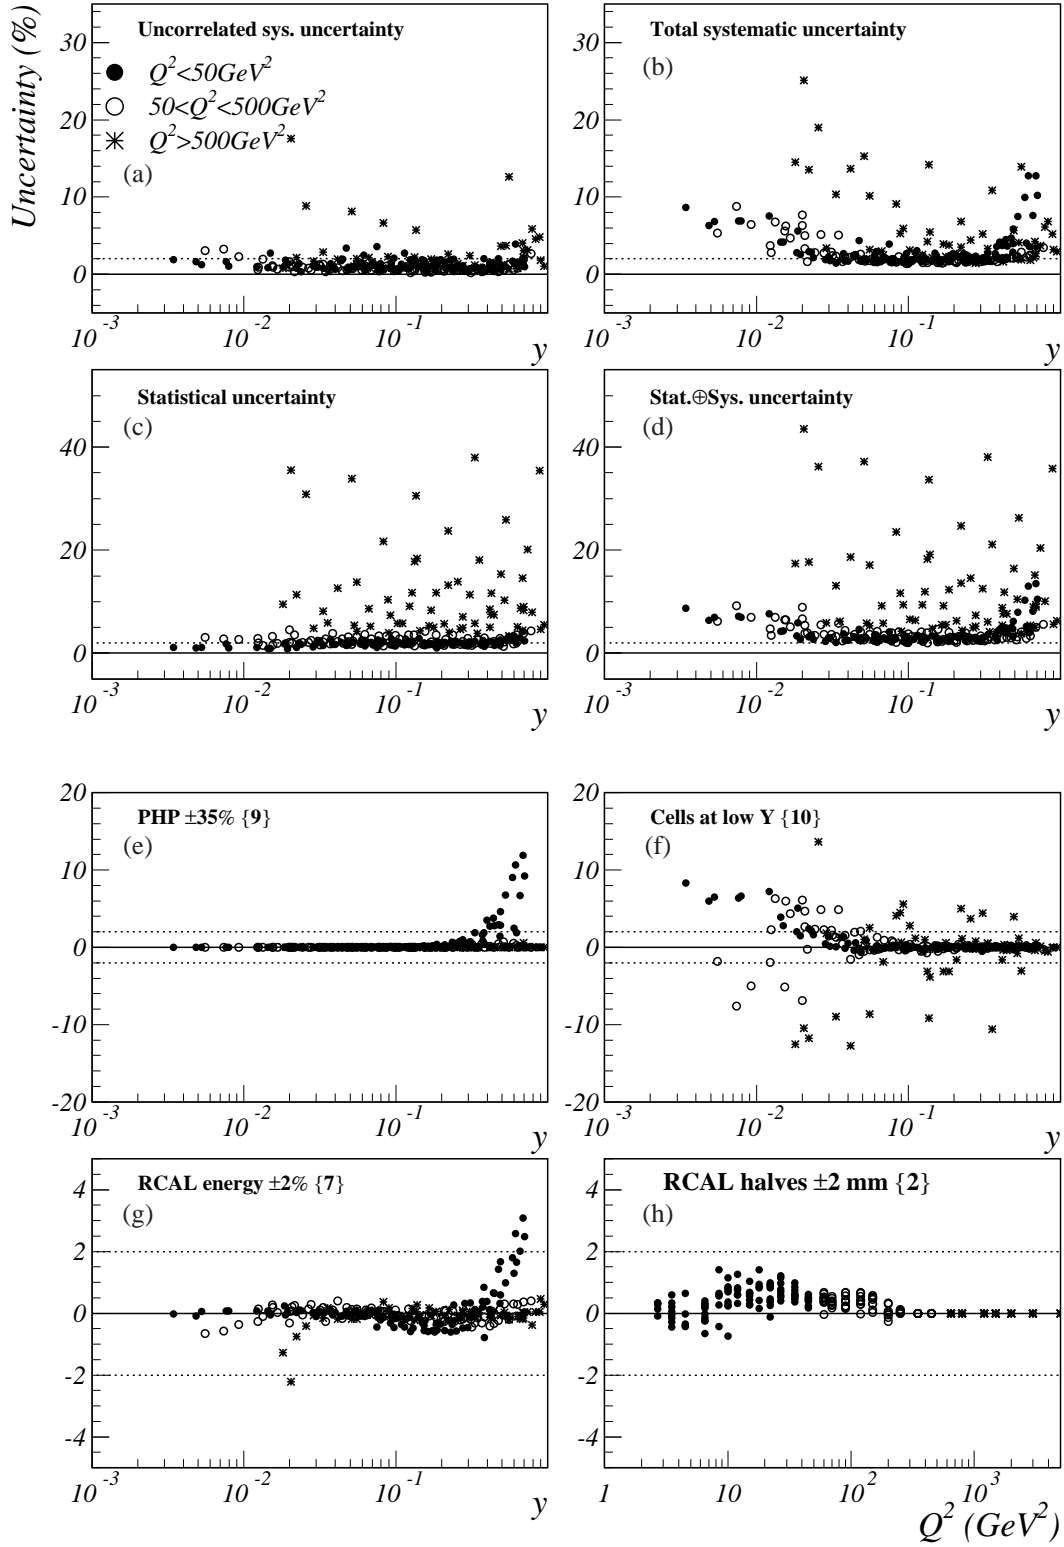 Uncertainty (%)
Uncorrelated sys. uncertainty
Q²<50GeV²
50<Q²<500GeV²
Q²>500GeV²
(a)
30
20
10
0
10⁻³ 10⁻² 10⁻¹
y
Total systematic uncertainty
(b)
30
20
10
0
10⁻³ 10⁻² 10⁻¹
y
Statistical uncertainty
(c)
40
20
0
10⁻³ 10⁻² 10⁻¹
y
Stat.⊕Sys. uncertainty
(d)
40
20
0
10⁻³ 10⁻² 10⁻¹
y
PHP ±35% {9}
(e)
20
10
0
-10
-20
10⁻³ 10⁻² 10⁻¹
y
Cells at low Y {10}
(f)
20
10
0
-10
-20
10⁻³ 10⁻² 10⁻¹
y
RCAL energy ±2% {7}
(g)
4
2
0
-2
-4
10⁻³ 10⁻² 10⁻¹
y
RCAL halves ±2 mm {2}
(h)
4
2
0
-2
-4
1 10 10² 10³
Q² (GeV²)